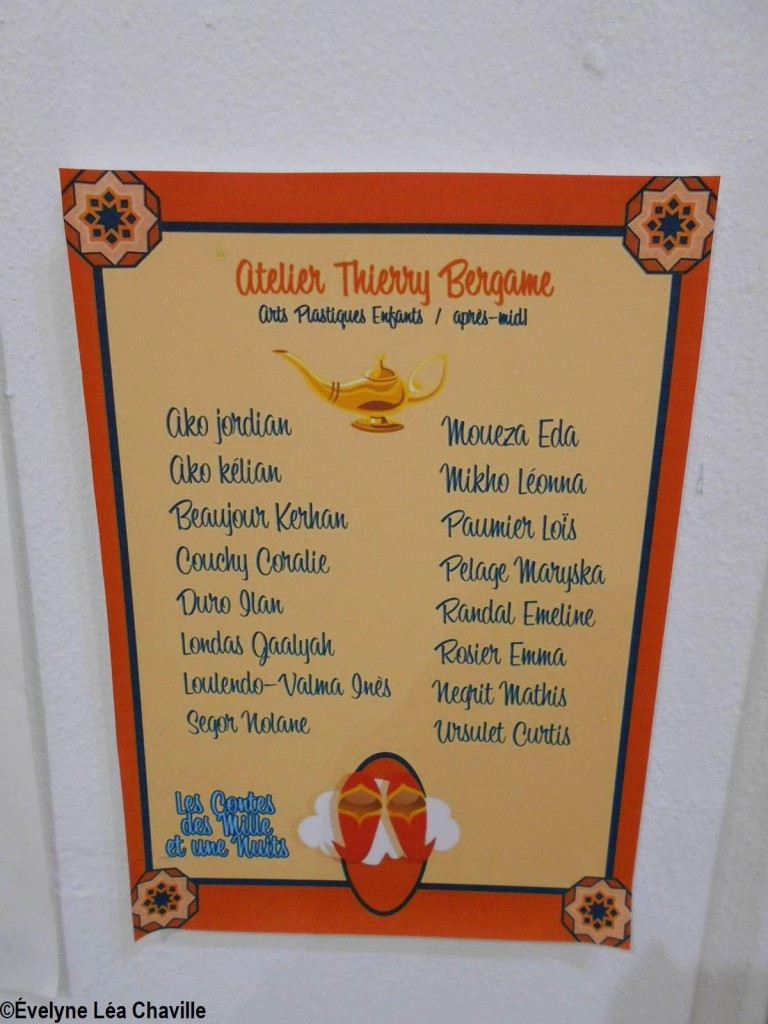 Atelier Thierry Bergame
Arts Plastiques Enfants / après-midi
Ako jordian
Ako kélian
Beaujour Kerhan
Couchy Coralie
Duro Ilan
Londas Gaalyah
Loulendo-Valma Inès
Segor Nolane
Moueza Eda
Mikho Léonna
Paumier Loïs
Pelage Maryska
Randal Emeline
Rosier Emma
Negrit Mathis
Ursulet Curtis
Les Contes
des Mille
et une Nuits
©Évelyne Léa Chaville